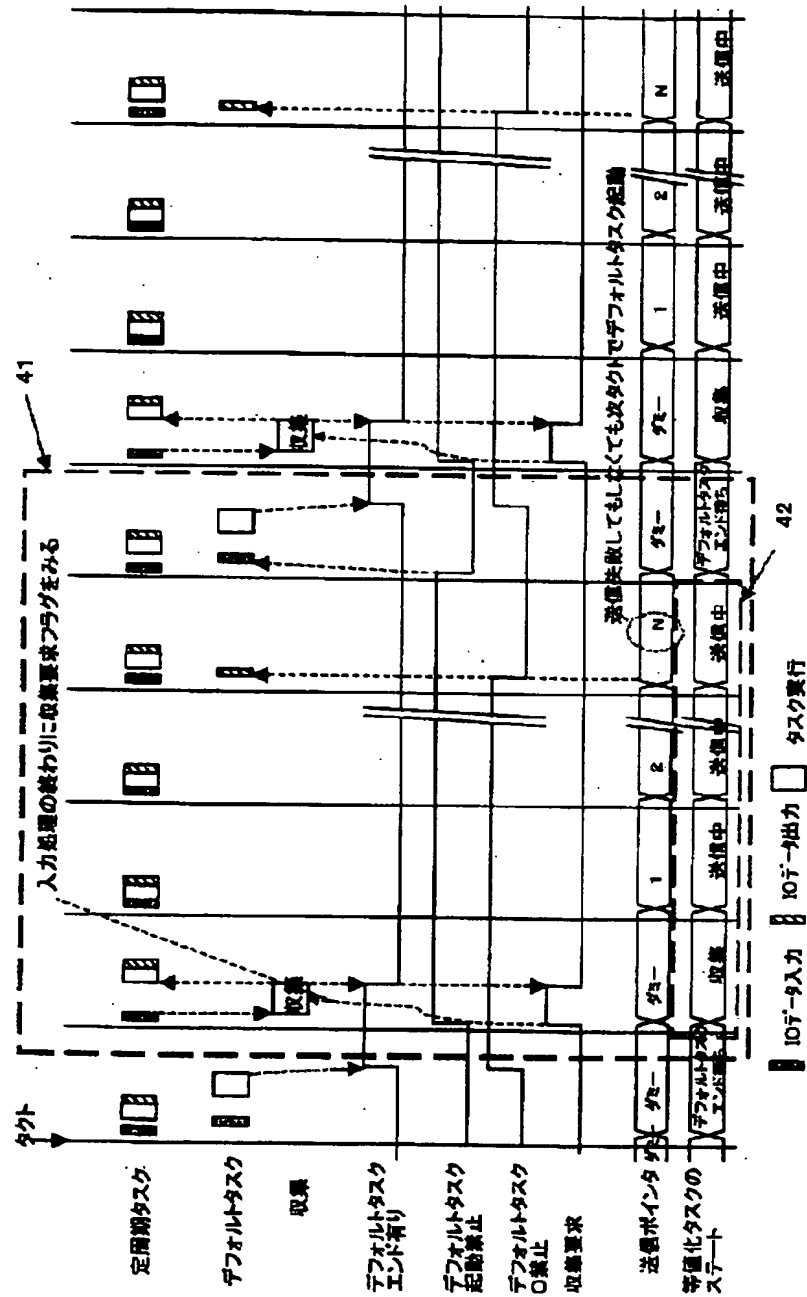 タクト
41
入力処理の終わりに収集要求フラグをみる
定周期タスク
デフォルトタスク
収集
収集
収集
デフォルトタスク
エンド有り
デフォルトタスク
起動禁止
デフォルトタスク
O禁止
収集要求
送信失敗してもしなくても次タクトでデフォルトタスク起動
送信ポインタ
ダミー
ダミー
ダミー
1
2
N
ダミー
ダミー
1
2
N
等値化タスクの
ステート
デフォルトタスク
収集
送信中
送信中
送信中
デフォルトタスク
エンド待ち
収集
送信中
送信中
送信中
42
IOデータ入力
IOデータ出力
タスク実行